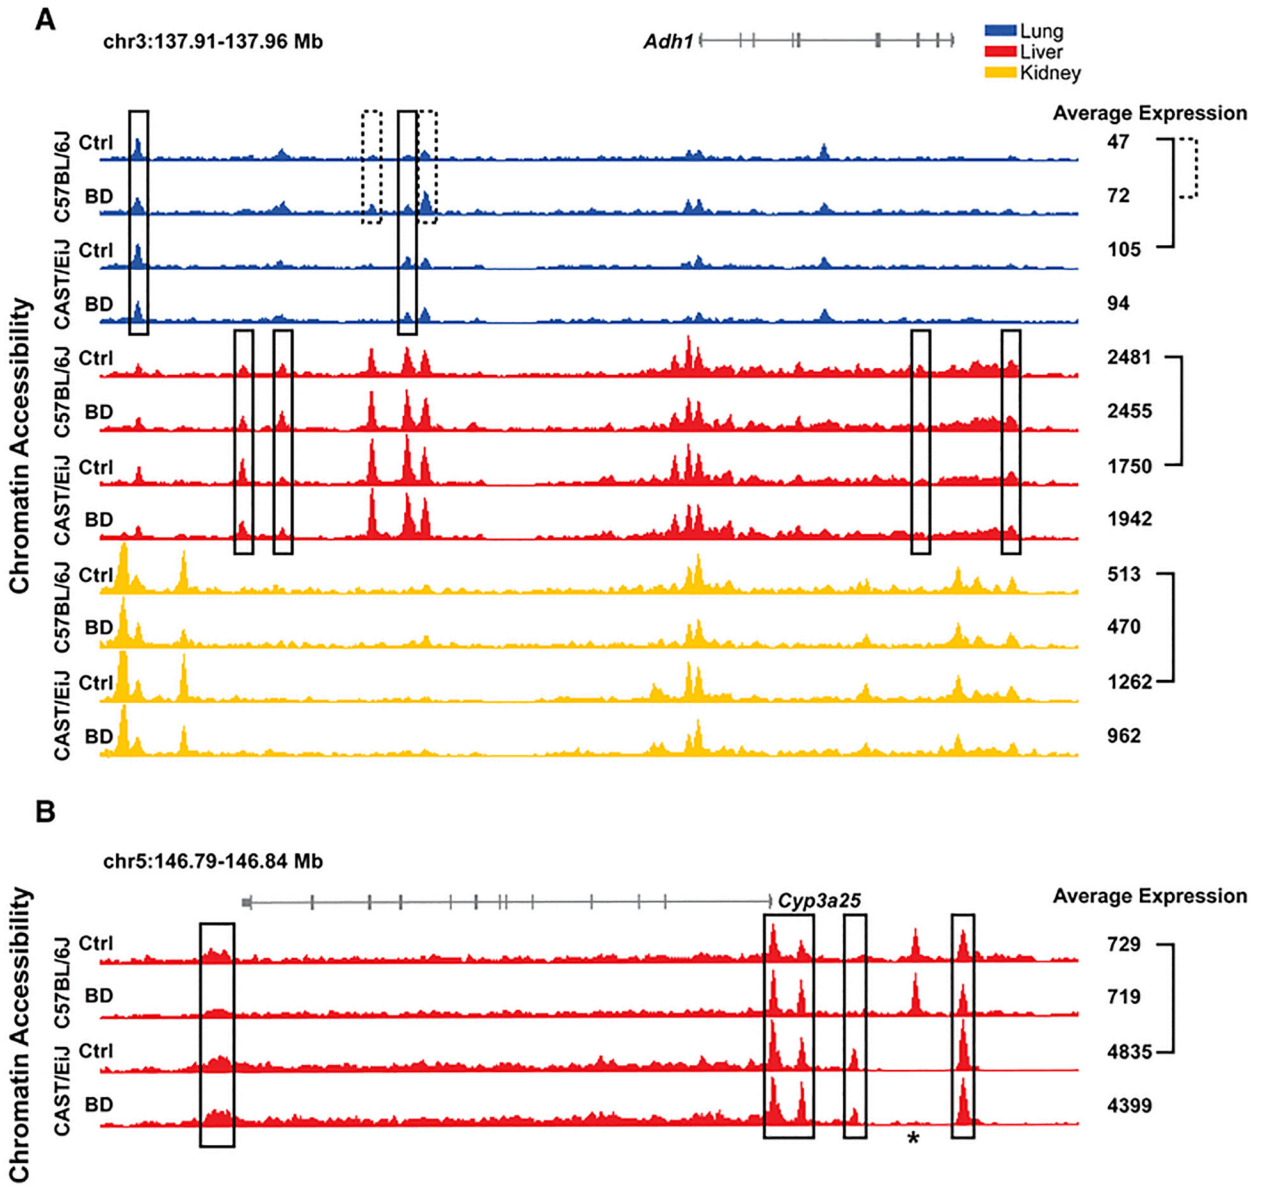 A
chr3:137.91-137.96 Mb
Adh1
Lung
Liver
Kidney
Average Expression
Chromatin Accessibility
C57BL/6J
Ctrl
47
BD
72
CAST/EiJ
Ctrl
105
BD
94
C57BL/6J
Ctrl
2481
BD
2455
CAST/EiJ
Ctrl
1750
BD
1942
C57BL/6J
Ctrl
513
BD
470
CAST/EiJ
Ctrl
1262
BD
962
B
chr5:146.79-146.84 Mb
Cyp3a25
Average Expression
Chromatin Accessibility
C57BL/6J
Ctrl
729
BD
719
CAST/EiJ
Ctrl
4835
BD
4399
*